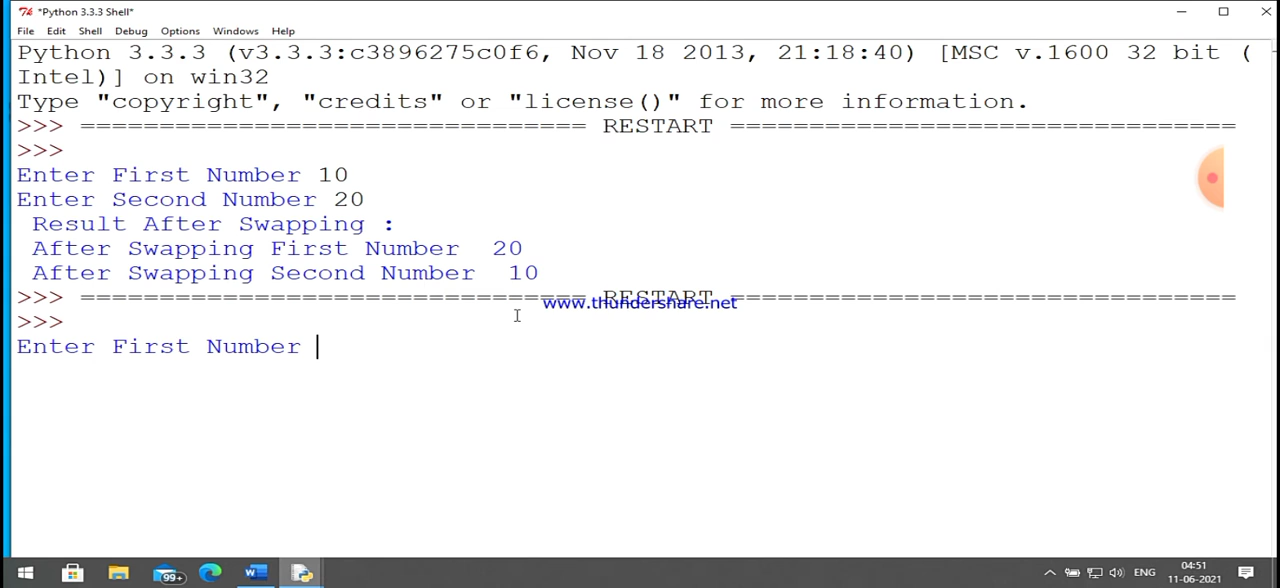 *Python 3.3.3 Shell*
File Edit Shell Debug Options Windows Help
Python 3.3.3 (v3.3.3:c3896275c0f6, Nov 18 2013, 21:18:40) [MSC v.1600 32 bit (
Intel)] on win32
Type "copyright", "credits" or "license()" for more information.
>>> ================================ RESTART ================================
>>>
Enter First Number 10
Enter Second Number 20
Result After Swapping :
After Swapping First Number 20
After Swapping Second Number 10
>>> ================================ RESTART ================================
www.thundershare.net
>>>
Enter First Number
99+
ENG
04:51
11-06-2021